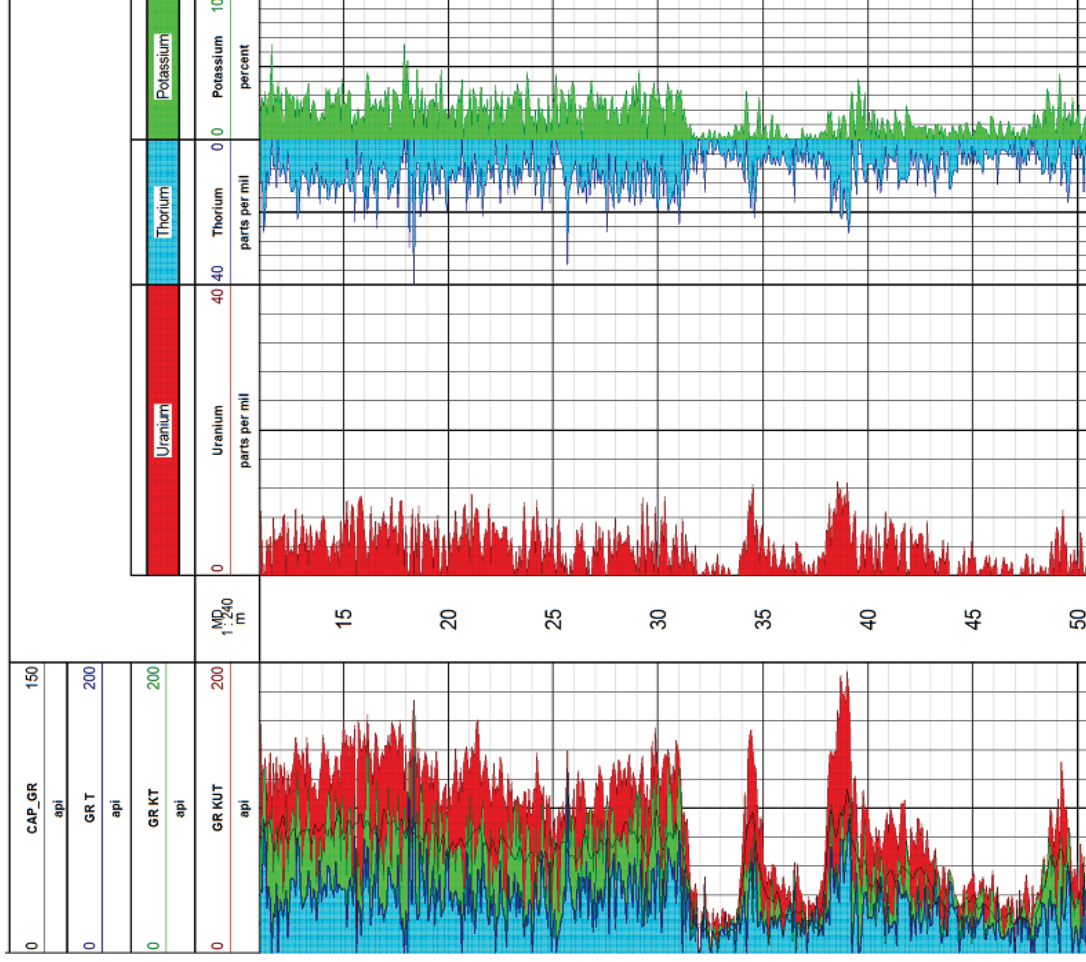 0 CAP_GR 150
api
0 GR T 200
api
0 GR KT 200
api
Uranium Thorium Potassium
0 GR KUT 200
api
MD
1 : 240
m
0 Uranium 40
parts per mil
40 Thorium 0
parts per mil
0 Potassium 10
percent
15
20
25
30
35
40
45
50